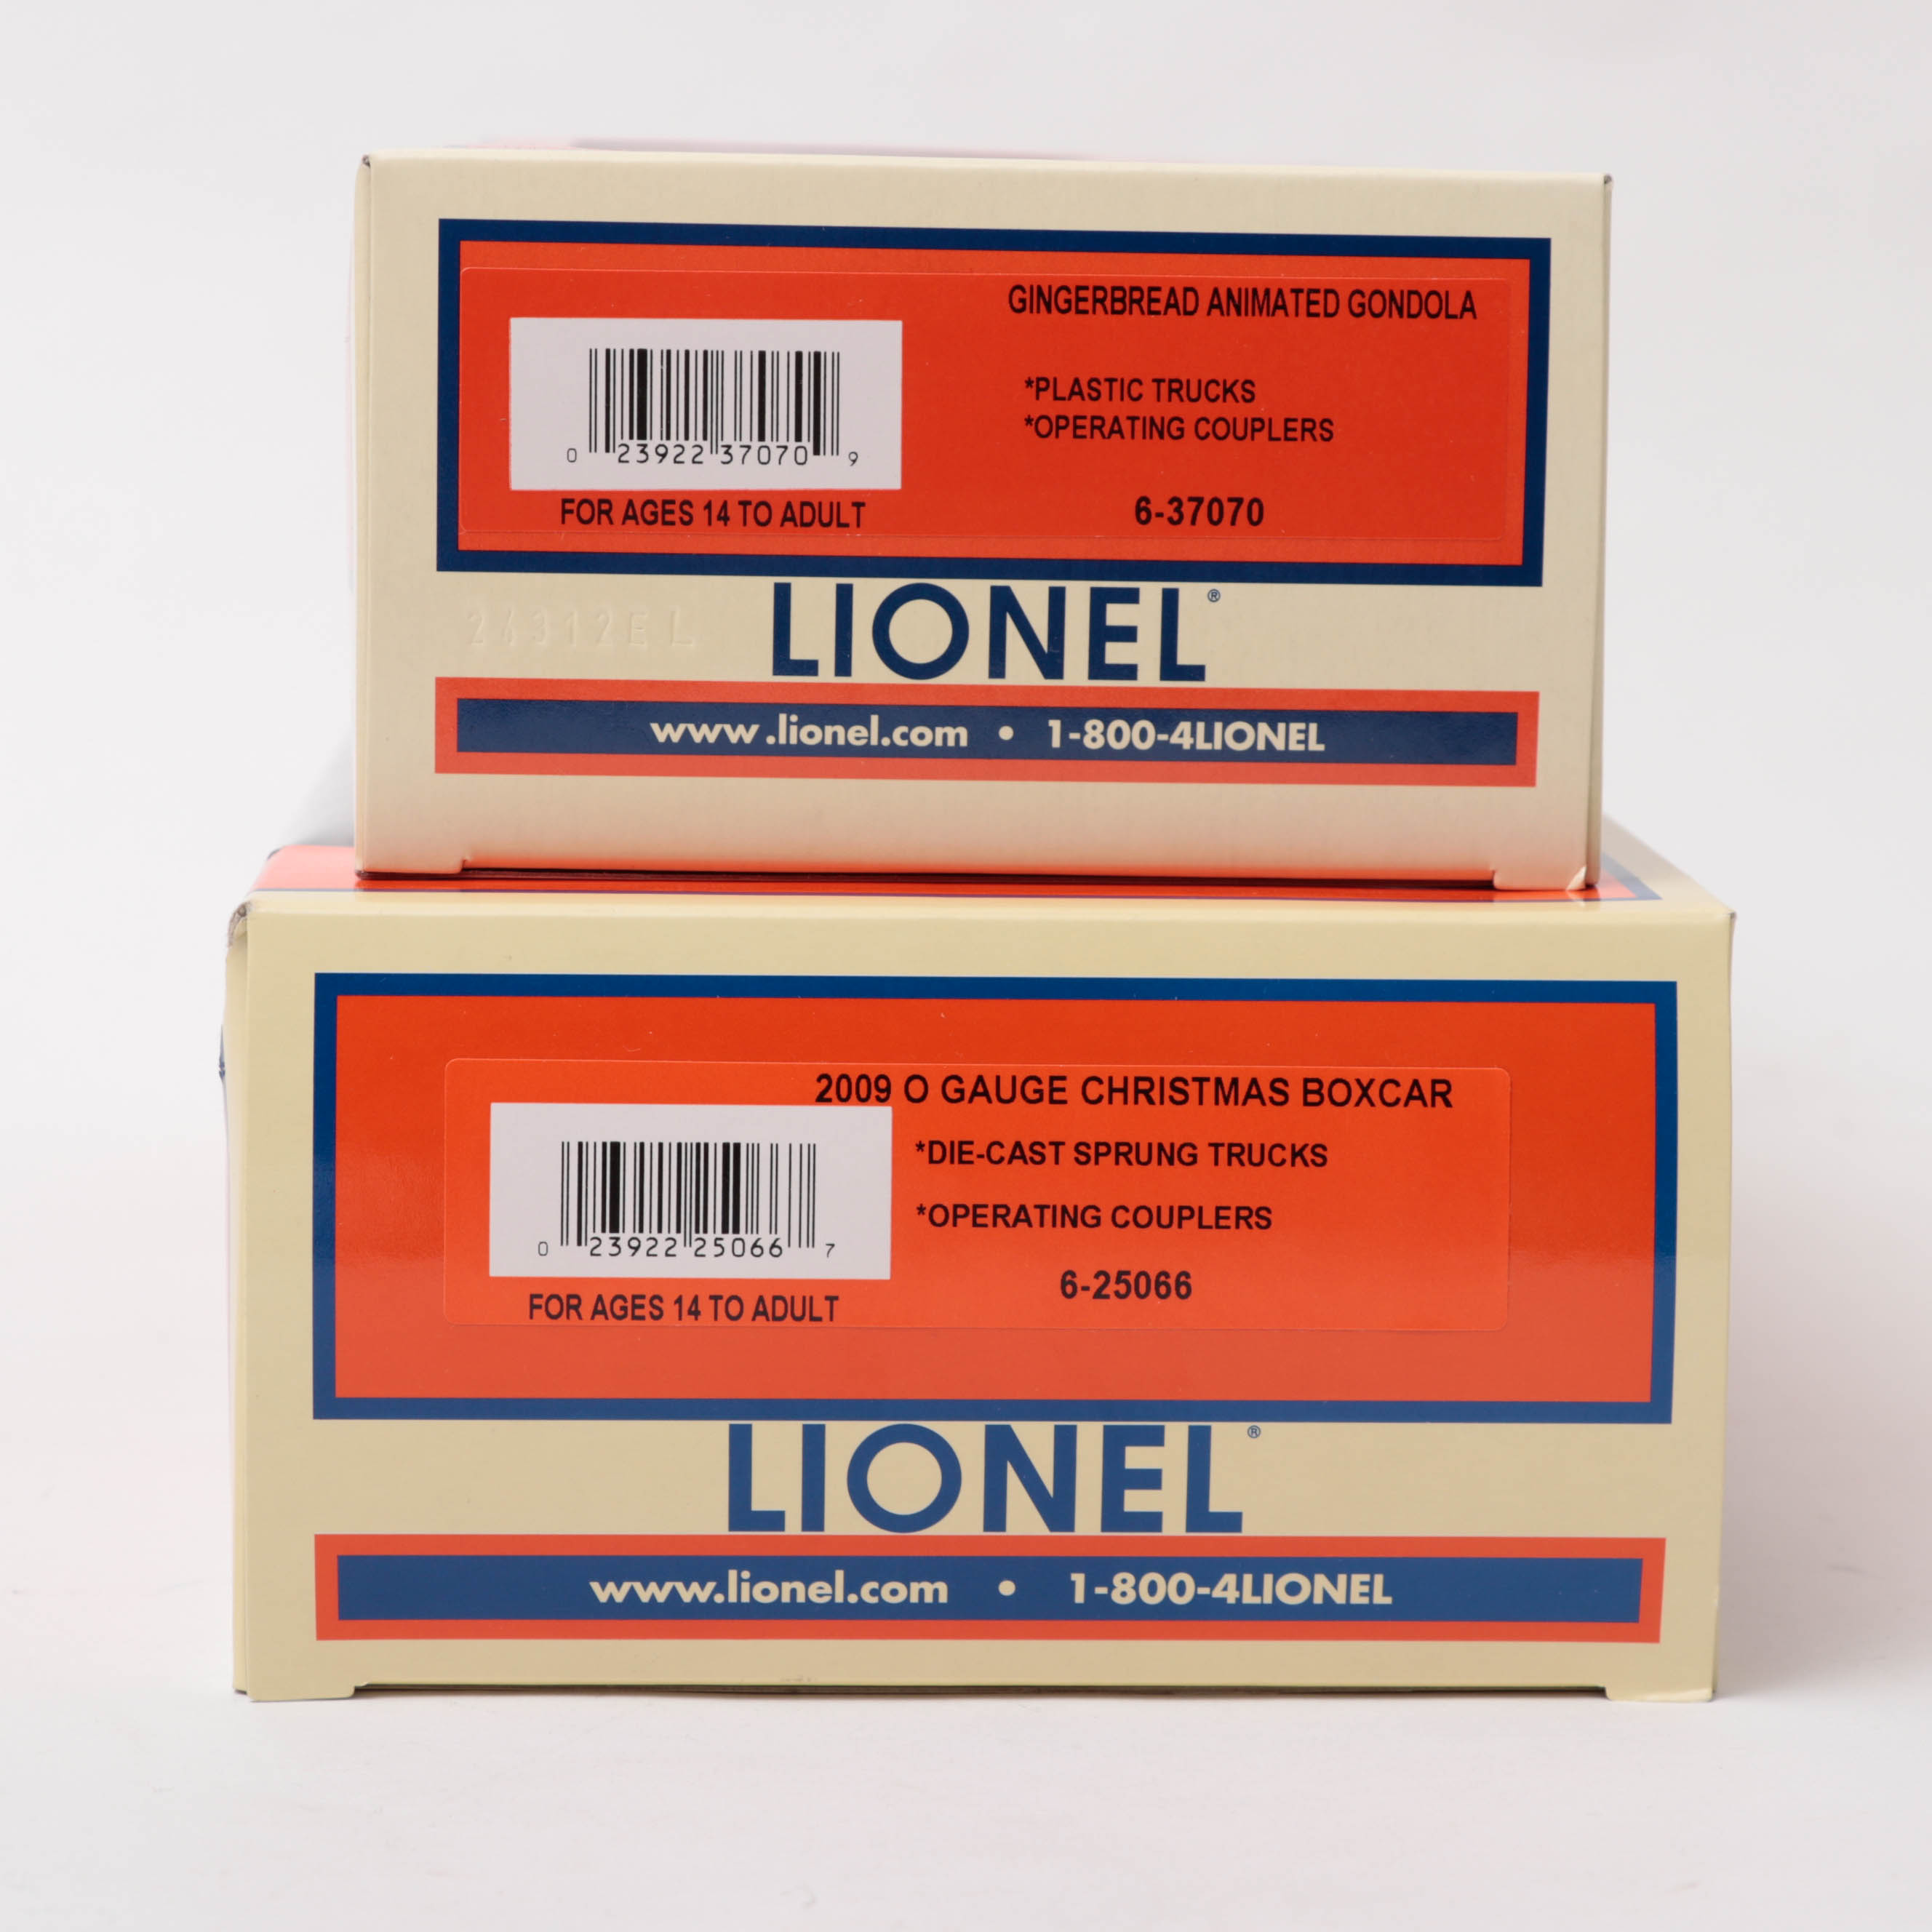 GINGERBREAD ANIMATED GONDOLA
*PLASTIC TRUCKS
*OPERATING COUPLERS
0 23922 37070 9
FOR AGES 14 TO ADULT
6-37070
24312EL
LIONEL®
www.lionel.com • 1-800-4LIONEL
2009 O GAUGE CHRISTMAS BOXCAR
*DIE-CAST SPRUNG TRUCKS
*OPERATING COUPLERS
0 23922 25066 7
6-25066
FOR AGES 14 TO ADULT
LIONEL®
www.lionel.com • 1-800-4LIONEL